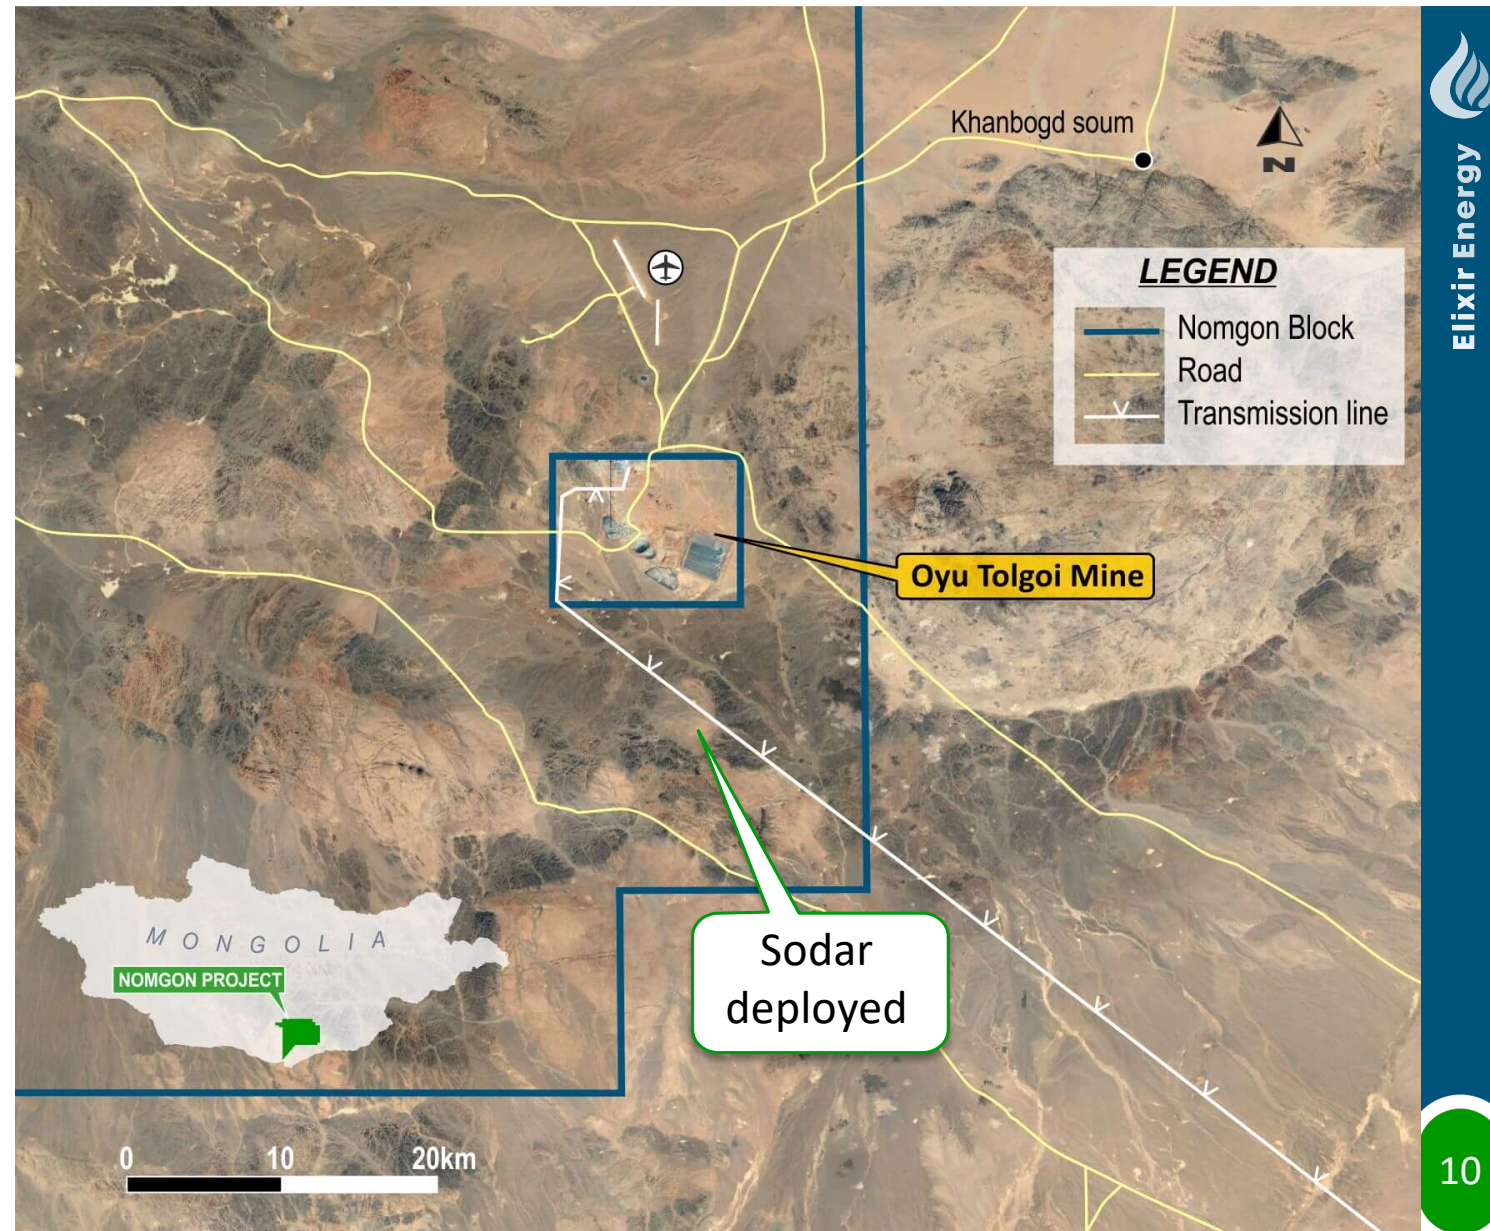 Khanbogd soum
N
LEGEND
Nomgon Block
Road
Transmission line
Oyu Tolgoi Mine
Sodar
deployed
MONGOLIA
NOMGON PROJECT
0 10 20km
Elixir Energy
10